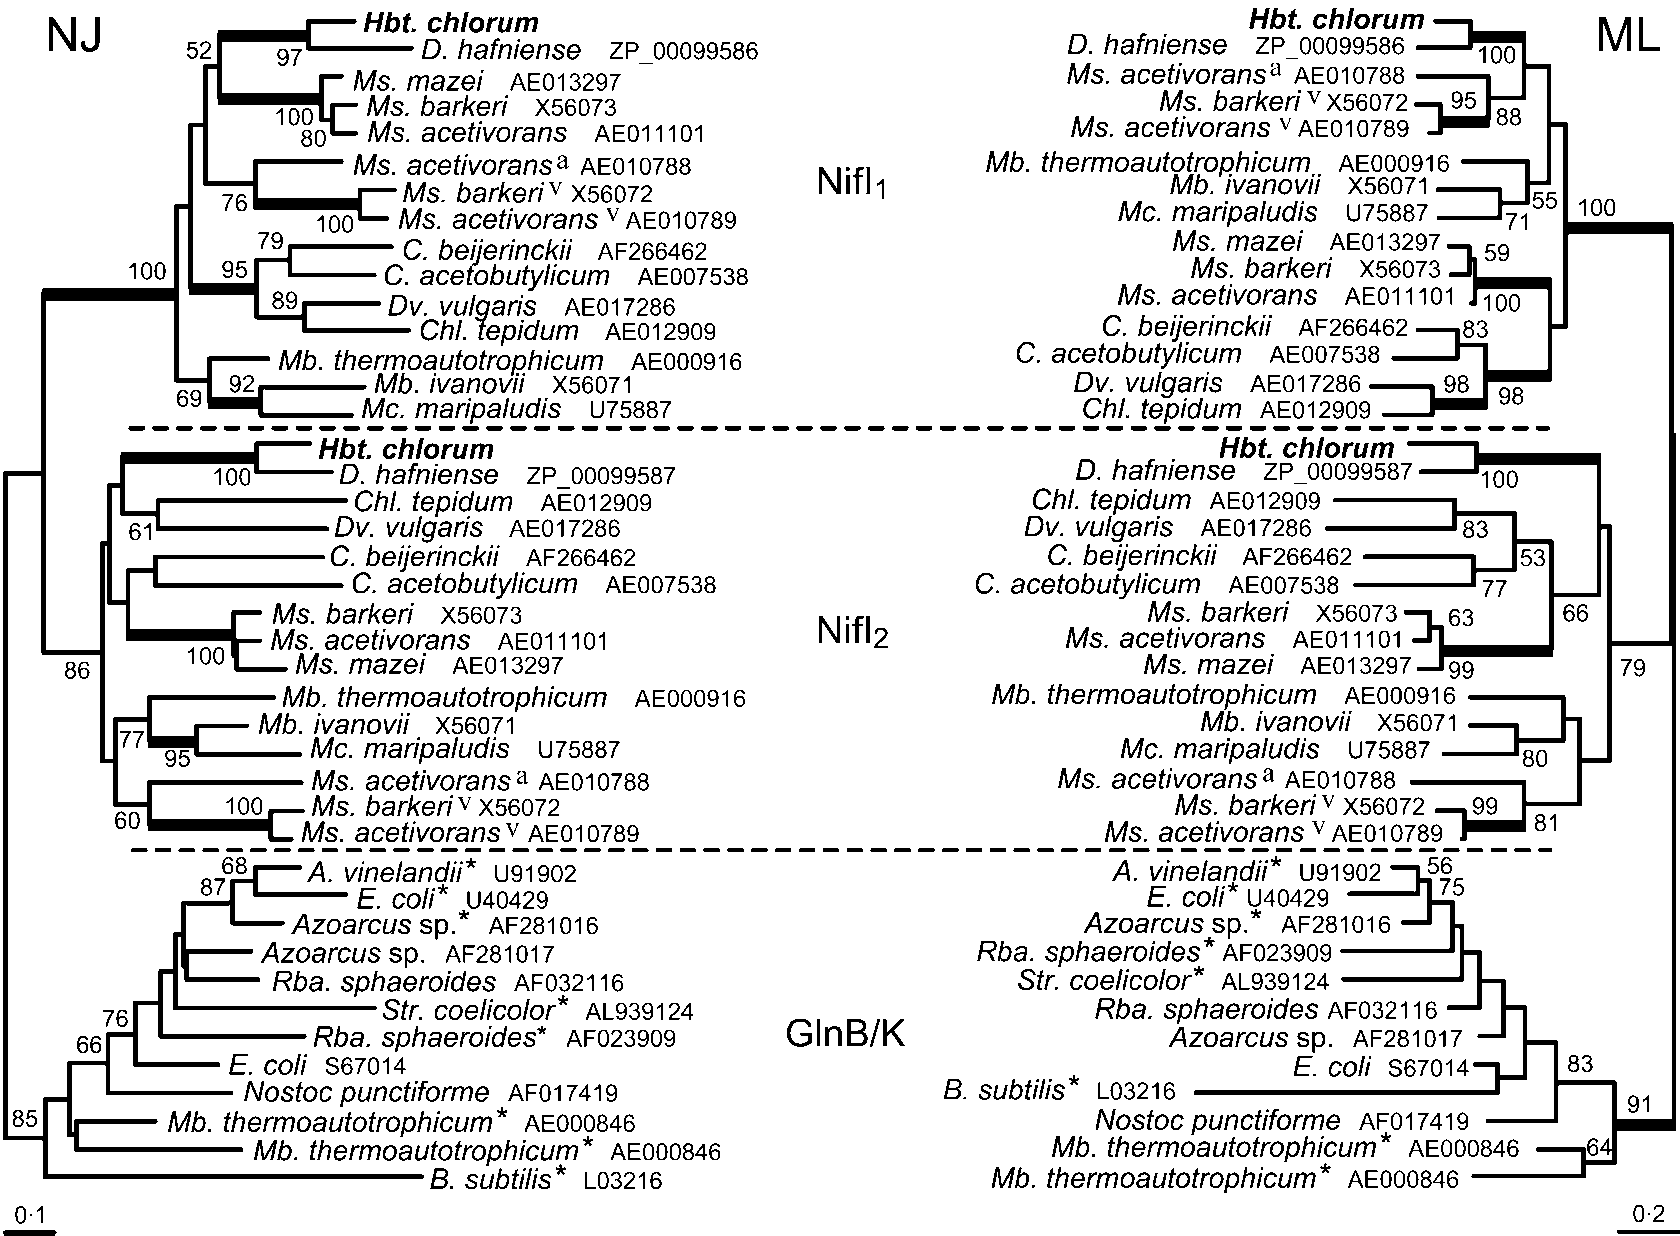 NJ
Hbt. chlorum
52
97
D. hafniense ZP_00099586
Ms. mazei AE013297
100
Ms. barkeri X56073
80
Ms. acetivorans AE011101
Ms. acetivorans a AE010788
76
Ms. barkeri v X56072
100
Ms. acetivorans v AE010789
79
C. beijerinckii AF266462
100
95
C. acetobutylicum AE007538
89
Dv. vulgaris AE017286
Chl. tepidum AE012909
Mb. thermoautotrophicum AE000916
69
92
Mb. ivanovii X56071
Mc. maripaludis U75887
Hbt. chlorum
100
D. hafniense ZP_00099587
Chl. tepidum AE012909
61
Dv. vulgaris AE017286
C. beijerinckii AF266462
C. acetobutylicum AE007538
Ms. barkeri X56073
Ms. acetivorans AE011101
86
100
Ms. mazei AE013297
Mb. thermoautotrophicum AE000916
77
Mb. ivanovii X56071
95
Mc. maripaludis U75887
Ms. acetivorans a AE010788
60
100
Ms. barkeri v X56072
Ms. acetivorans v AE010789
68
A. vinelandii* U91902
87
E. coli* U40429
Azoarcus sp.* AF281016
Azoarcus sp. AF281017
Rba. sphaeroides AF032116
Str. coelicolor* AL939124
76
Rba. sphaeroides* AF023909
66
E. coli S67014
Nostoc punctiforme AF017419
85
Mb. thermoautotrophicum* AE000846
Mb. thermoautotrophicum* AE000846
B. subtilis* L03216
0·1
NifI1
NifI2
GlnB/K
ML
Hbt. chlorum
D. hafniense ZP_00099586
100
Ms. acetivorans a AE010788
Ms. barkeri v X56072
95
88
Ms. acetivorans v AE010789
Mb. thermoautotrophicum AE000916
Mb. ivanovii X56071
55
100
Mc. maripaludis U75887
71
Ms. mazei AE013297
59
Ms. barkeri X56073
Ms. acetivorans AE011101
100
C. beijerinckii AF266462
83
C. acetobutylicum AE007538
Dv. vulgaris AE017286
98
98
Chl. tepidum AE012909
Hbt. chlorum
D. hafniense ZP_00099587
100
Chl. tepidum AE012909
Dv. vulgaris AE017286
83
C. beijerinckii AF266462
53
C. acetobutylicum AE007538
77
Ms. barkeri X56073
63
66
Ms. acetivorans AE011101
Ms. mazei AE013297
99
79
Mb. thermoautotrophicum AE000916
Mb. ivanovii X56071
Mc. maripaludis U75887
80
Ms. acetivorans a AE010788
Ms. barkeri v X56072
99
81
Ms. acetivorans v AE010789
A. vinelandii* U91902
56
E. coli* U40429
75
Azoarcus sp.* AF281016
Rba. sphaeroides* AF023909
Str. coelicolor* AL939124
Rba. sphaeroides AF032116
Azoarcus sp. AF281017
E. coli S67014
83
B. subtilis* L03216
91
Nostoc punctiforme AF017419
Mb. thermoautotrophicum* AE000846
64
Mb. thermoautotrophicum* AE000846
0·2